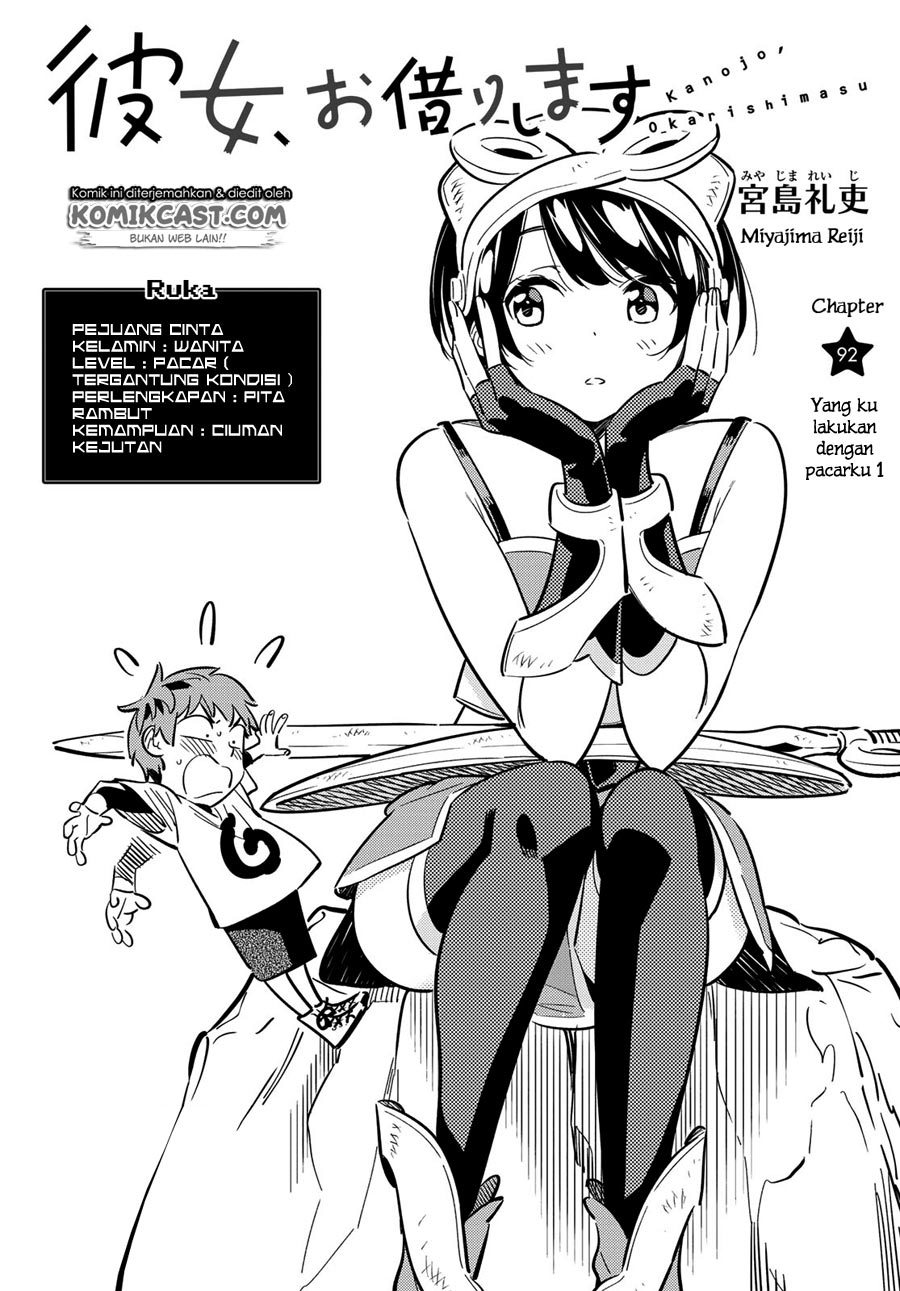 彼女、お借りします
Kanojo,
Okarishimasu
みや じま れい じ
宮島礼吏
Miyajima Reiji
Komik ini diterjemahkan & diedit oleh
KOMIKCAST.COM
BUKAN WEB LAIN!!
Ruka
PEJUANG CINTA
KELAMIN : WANITA
LEVEL : PACAR (
TERGANTUNG KONDISI )
PERLENGKAPAN : PITA
RAMBUT
KEMAMPUAN : CIUMAN
KEJUTAN
Chapter
92
Yang ku
lakukan
dengan
pacarku 1